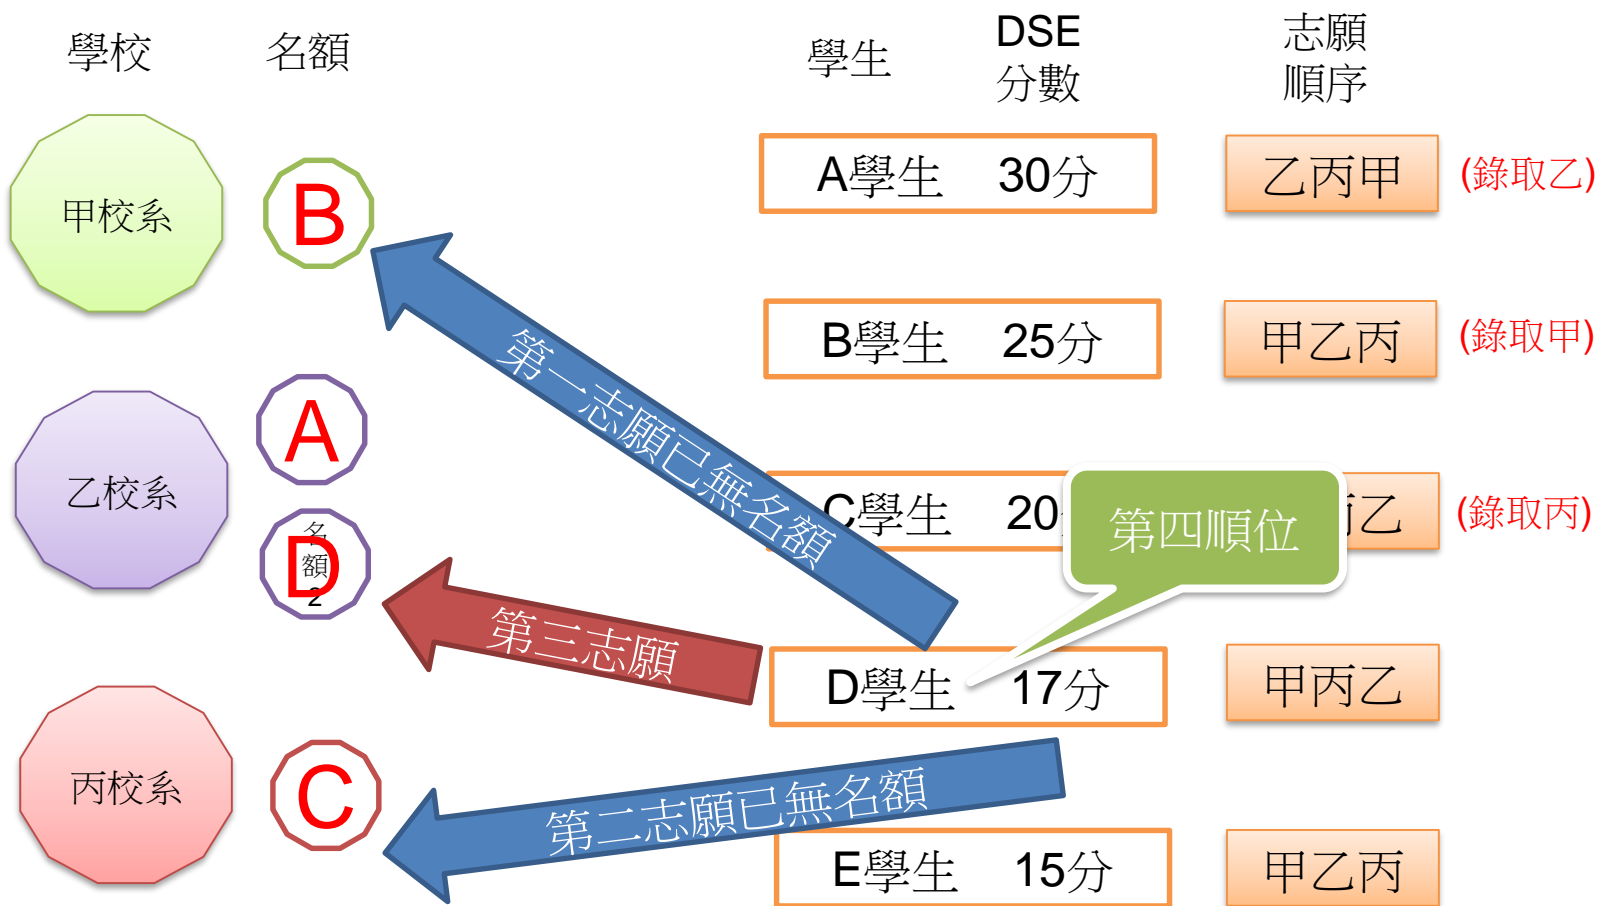 學校
名額
學生
DSE
分數
志願
順序
甲校系
B
A學生 30分
乙丙甲
(錄取乙)
B學生 25分
甲乙丙
(錄取甲)
第一志願已無名額
乙校系
A
名
額
2
D
C學生 20
乙
(錄取丙)
第四順位
第三志願
D學生 17分
甲丙乙
丙校系
C
第二志願已無名額
E學生 15分
甲乙丙